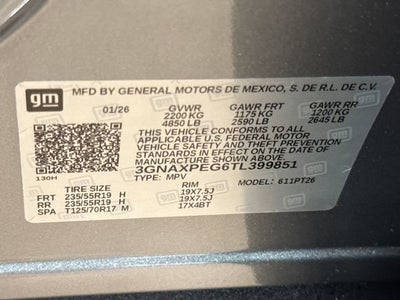 gm
MFD BY GENERAL MOTORS DE MEXICO, S. DE R.L. DE C.V.
01/26 GVWR GAWR FRT GAWR RR
2200 KG 1175 KG 1200 KG
4850 LB 2590 LB 2645 LB
THIS VEHICLE CONFORMS TO ALL
APPLICABLE U.S. FEDERAL MOTOR
VEHICLE SAFETY AND THEFT PREVENTION
STANDARDS IN EFFECT ON THE DATE OF
MANUFACTURE SHOWN ABOVE.
3GNAXPEG6TL399851
130H TYPE: MPV MODEL: 611PT26
TIRE SIZE RIM
FRT 235/55R19 H 19X7.5J
RR 235/55R19 H 19X7.5J
SPA T125/70R17 M 17X4BT